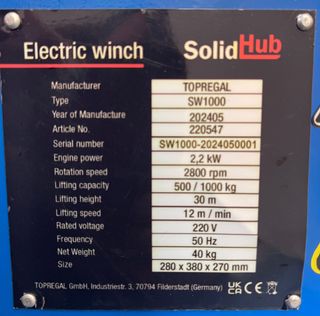 Electric winch SolidHub
Manufacturer TOPREGAL
Type SW1000
Year of Manufacture 202405
Article No. 220547
Serial number SW1000-2024050001
Engine power 2,2 kW
Rotation speed 2800 rpm
Lifting capacity 500 / 1000 kg
Lifting height 30 m
Lifting speed 12 m / min
Rated voltage 220 V
Frequency 50 Hz
Net Weight 40 kg
Size 280 x 380 x 270 mm
TOPREGAL GmbH, Industriestr. 3, 70794 Filderstadt (Germany) UK CA CE